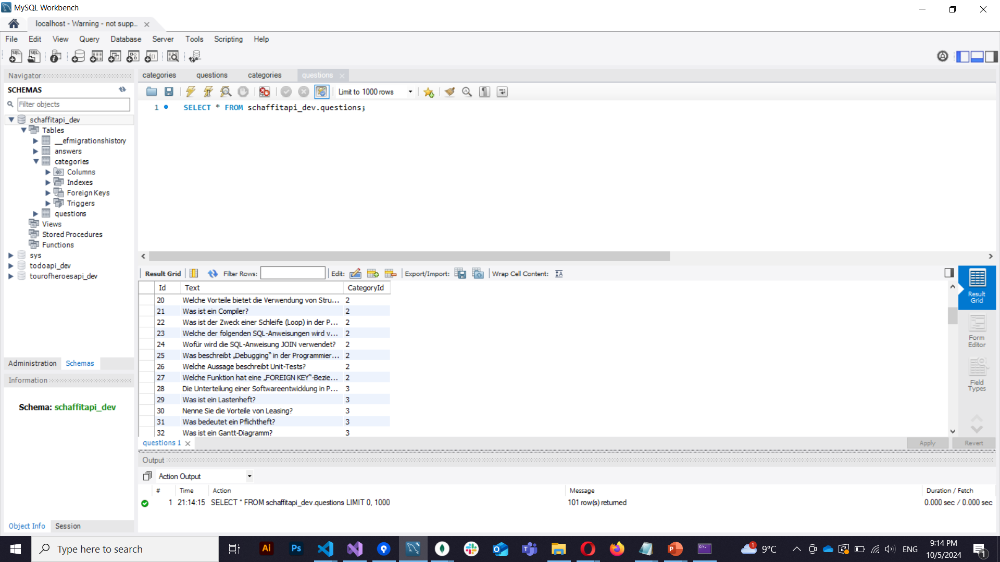 MySQL Workbench
localhost - Warning - not supp...
File Edit View Query Database Server Tools Scripting Help
Navigator
SCHEMAS
Filter objects
schaffitapi_dev
Tables
__efmigrationshistory
answers
categories
Columns
Indexes
Foreign Keys
Triggers
questions
Views
Stored Procedures
Functions
sys
todoapi_dev
tourofheroesapi_dev
Administration Schemas
Information
Schema: schaffitapi_dev
Object Info Session
categories questions categories questions
Limit to 1000 rows
1 SELECT * FROM schaffitapi_dev.questions;
Result Grid Filter Rows: Edit: Export/Import: Wrap Cell Content:
Id Text CategoryId
20 Welche Vorteile bietet die Verwendung von Stru... 2
21 Was ist ein Compiler? 2
22 Was ist der Zweck einer Schleife (Loop) in der P... 2
23 Welche der folgenden SQL-Anweisungen wird v... 2
24 Wofür wird die SQL-Anweisung JOIN verwendet? 2
25 Was beschreibt „Debugging“ in der Programmier... 2
26 Welche Aussage beschreibt Unit-Tests? 2
27 Welche Funktion hat eine „FOREIGN KEY“-Bezie... 2
28 Die Unterteilung einer Softwareentwicklung in P... 3
29 Was ist ein Lastenheft? 3
30 Nenne Sie die Vorteile von Leasing? 3
31 Was bedeutet ein Pflichtheft? 3
32 Was ist ein Gantt-Diagramm? 3
Result
Grid
Form
Editor
Field
Types
questions 1
Apply Revert
Output
Action Output
# Time Action Message Duration / Fetch
1 21:14:15 SELECT * FROM schaffitapi_dev.questions LIMIT 0, 1000 101 row(s) returned 0.000 sec / 0.000 sec
Type here to search
Ai
Ps
1
9°C
ENG
9:14 PM
10/5/2024
1